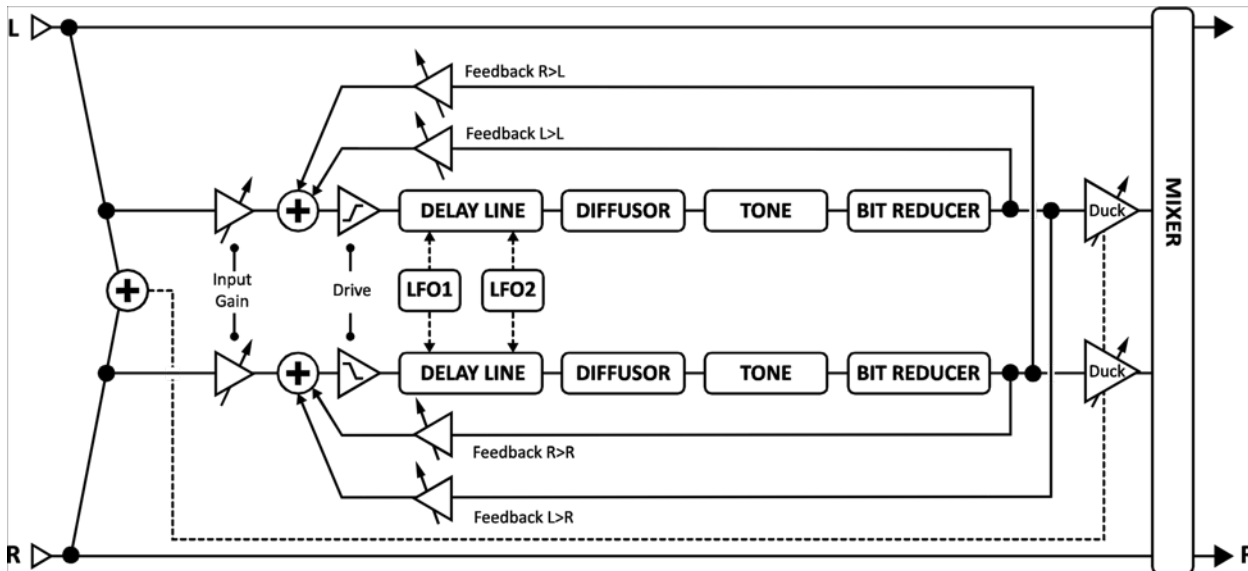 L
Feedback R>L
Feedback L>L
DELAY LINE
DIFFUSOR
TONE
BIT REDUCER
Duck
MIXER
Input
Gain
Drive
LFO1
LFO2
DELAY LINE
DIFFUSOR
TONE
BIT REDUCER
Duck
Feedback R>R
Feedback L>R
R